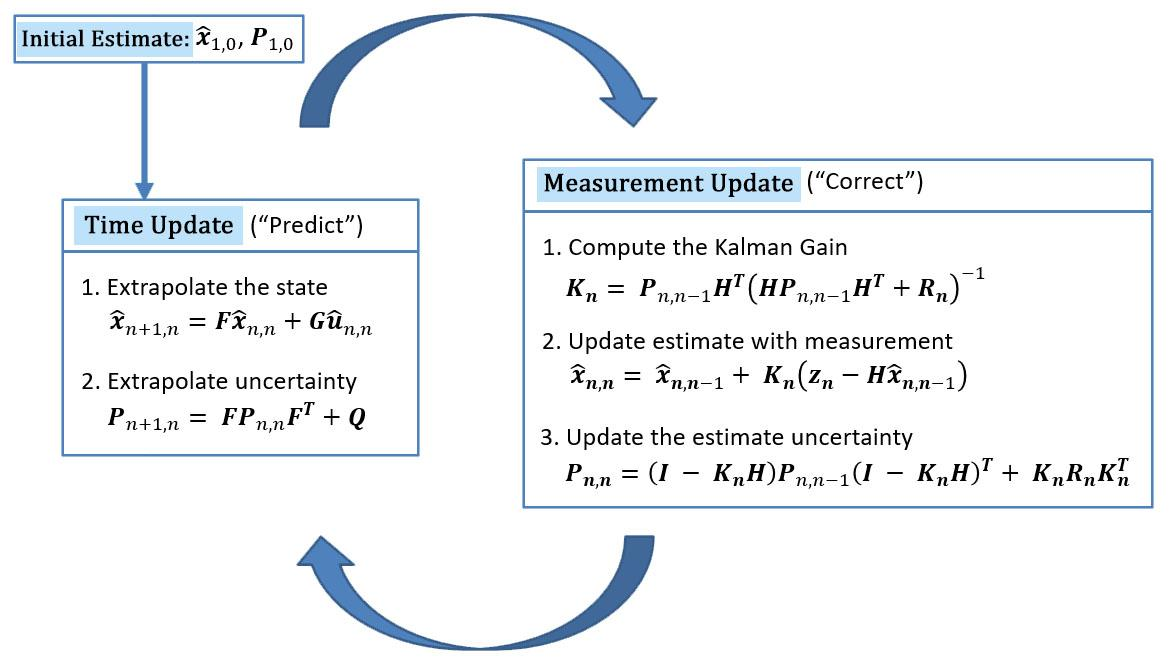 Initial Estimate: x̂₁,₀, P₁,₀
Time Update (“Predict”)
1. Extrapolate the state
x̂ₙ₊₁,ₙ = Fx̂ₙ,ₙ + Gûₙ,ₙ
2. Extrapolate uncertainty
Pₙ₊₁,ₙ = FPₙ,ₙFᵀ + Q
Measurement Update (“Correct”)
1. Compute the Kalman Gain
Kₙ = Pₙ,ₙ₋₁Hᵀ(HPₙ,ₙ₋₁Hᵀ + Rₙ)⁻¹
2. Update estimate with measurement
x̂ₙ,ₙ = x̂ₙ,ₙ₋₁ + Kₙ(zₙ − Hx̂ₙ,ₙ₋₁)
3. Update the estimate uncertainty
Pₙ,ₙ = (I − KₙH)Pₙ,ₙ₋₁(I − KₙH)ᵀ + KₙRₙKₙᵀ